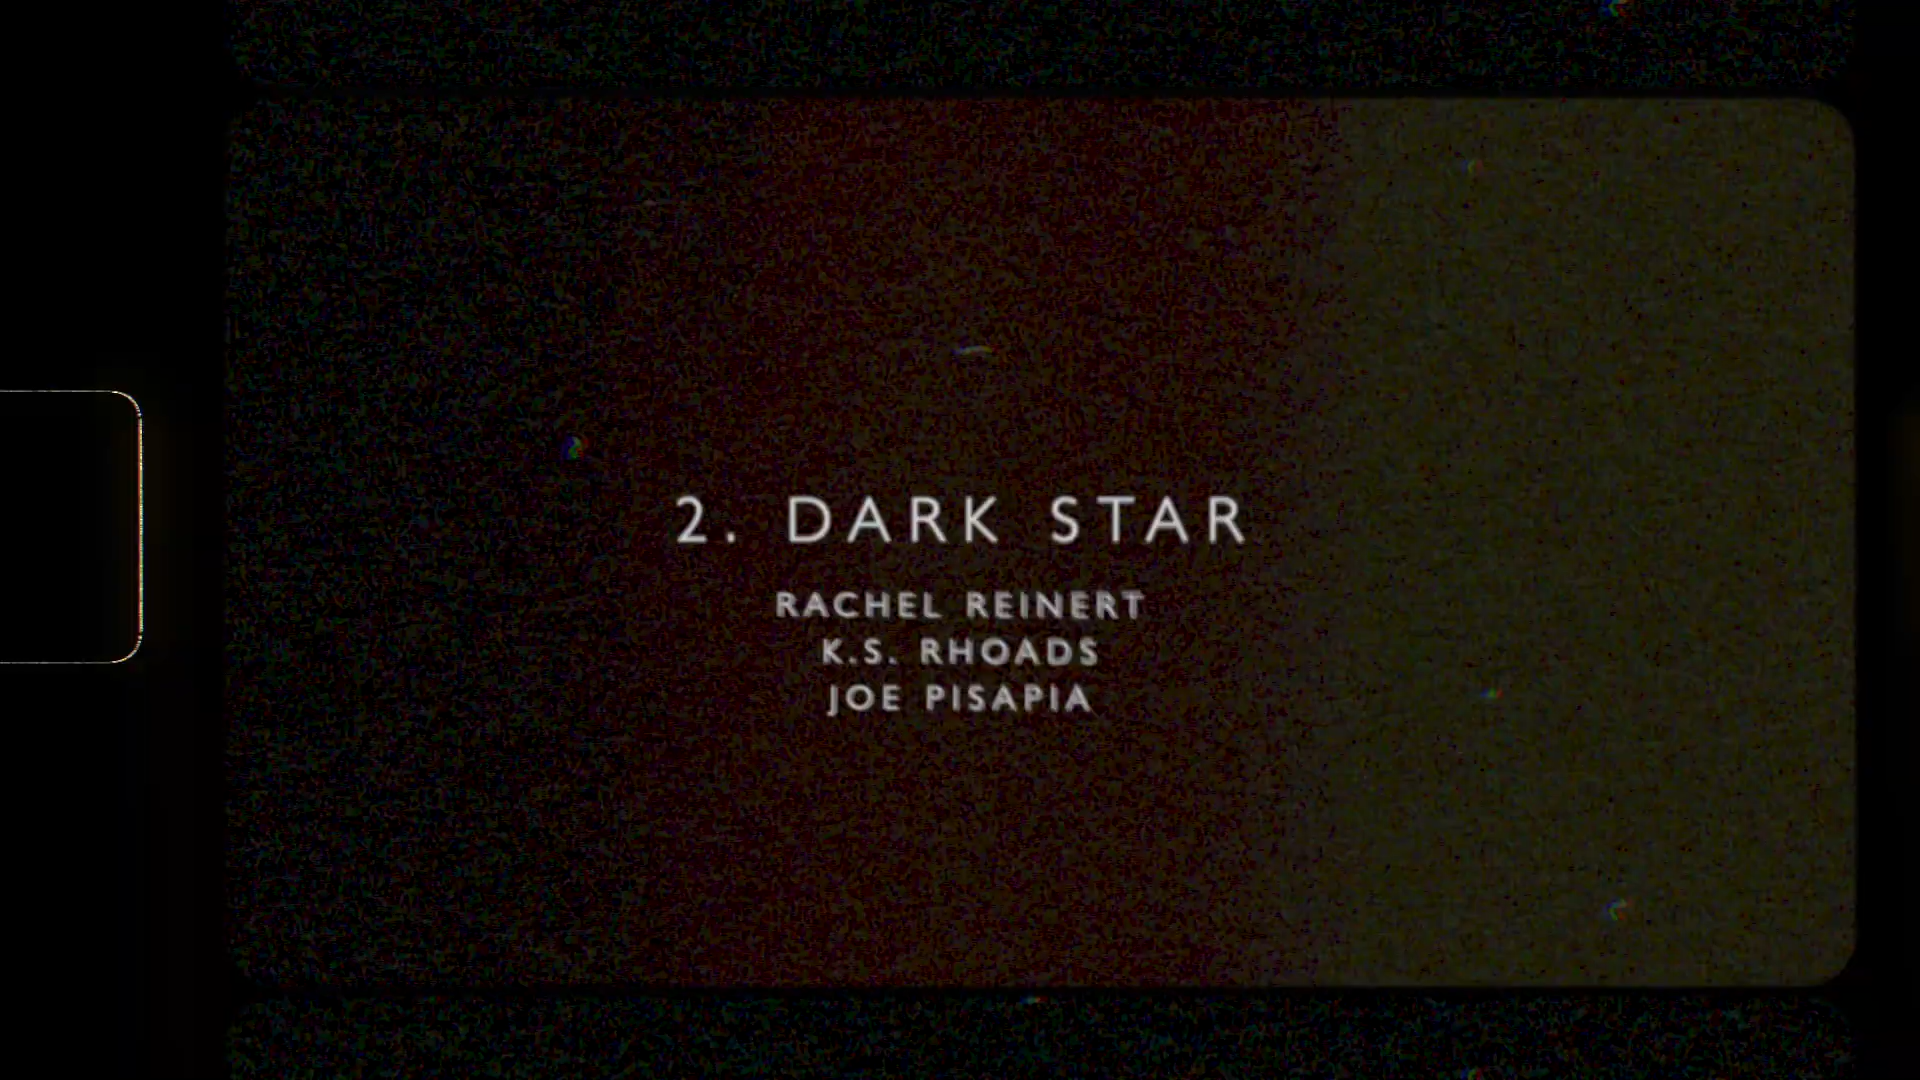 2. DARK STAR
RACHEL REINERT
K.S. RHOADS
JOE PISAPIA